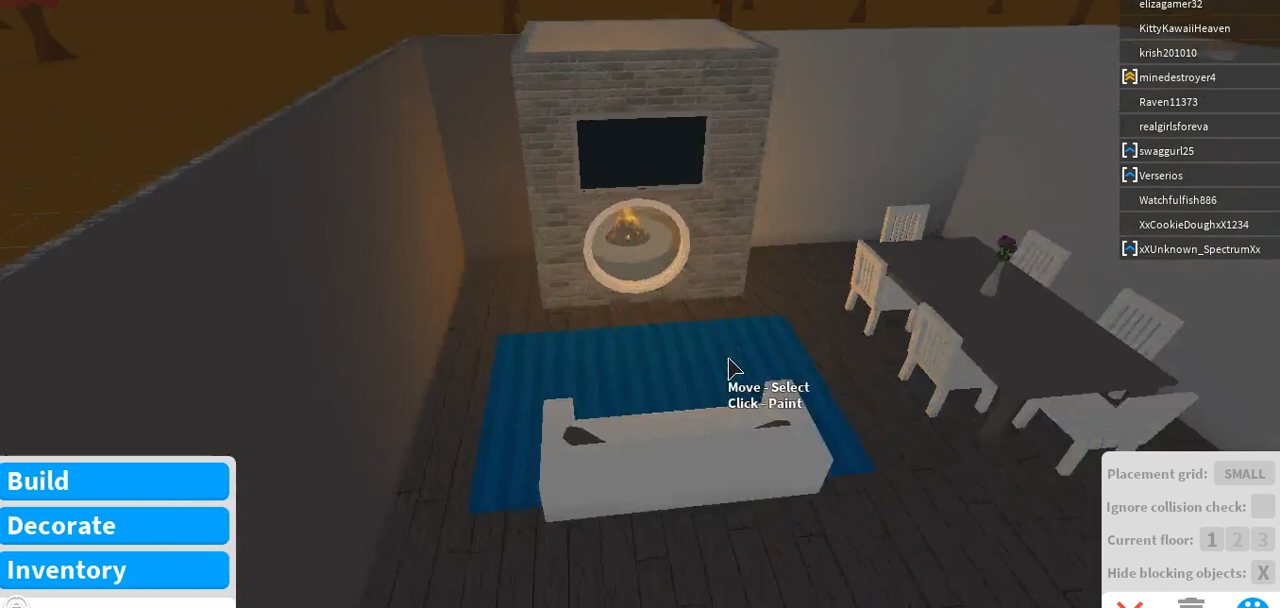 elizagamer32
KittyKawaiiHeaven
krish201010
minedestroyer4
Raven11373
realgirlsforeva
swaggurl25
Verserios
Watchfulfish886
XxCookieDoughxX1234
xXUnknown_SpectrumXx
Move - Select
Click - Paint
Build
Decorate
Inventory
Placement grid: SMALL
Ignore collision check:
Current floor: 1 2 3
Hide blocking objects: X